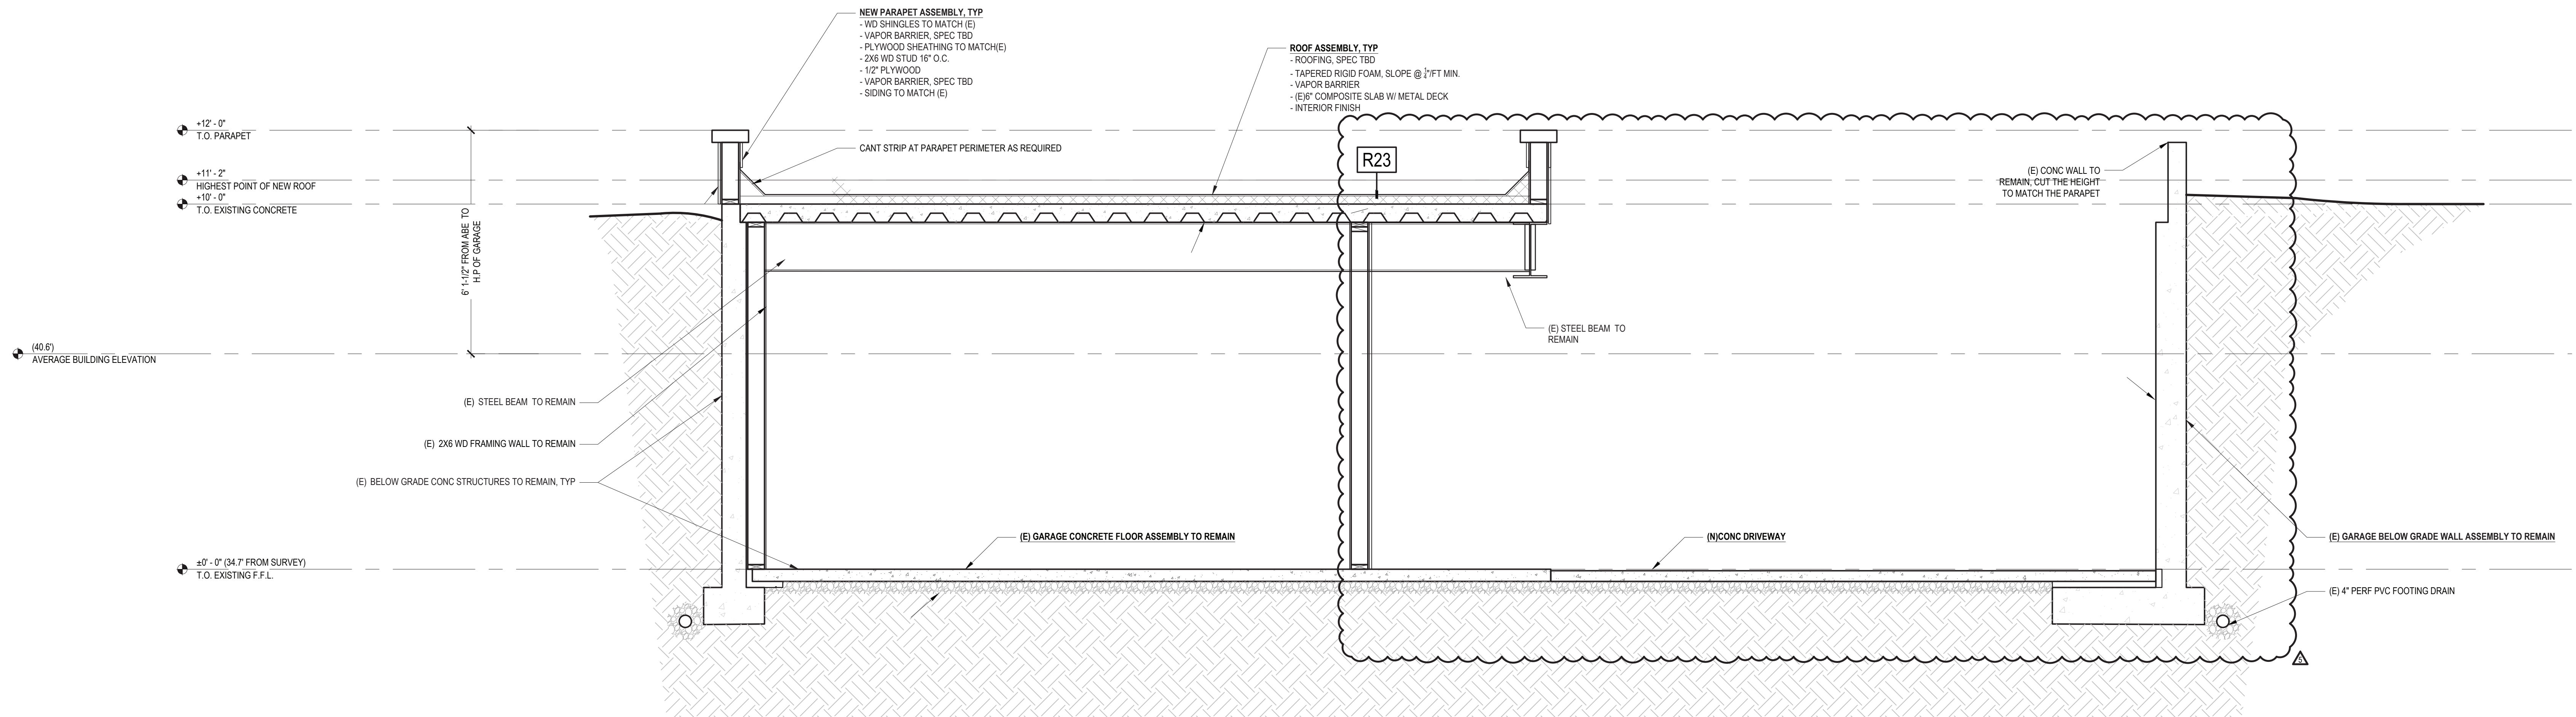 NEW PARAPET ASSEMBLY, TYP
- WD SHINGLES TO MATCH (E)
- VAPOR BARRIER, SPEC TBD
- PLYWOOD SHEATHING TO MATCH(E)
- 2X6 WD STUD 16" O.C.
- 1/2" PLYWOOD
- VAPOR BARRIER, SPEC TBD
- SIDING TO MATCH (E)
ROOF ASSEMBLY, TYP
- ROOFING, SPEC TBD
- TAPERED RIGID FOAM, SLOPE @ 1/4"/FT MIN.
- VAPOR BARRIER
- (E)6" COMPOSITE SLAB W/ METAL DECK
- INTERIOR FINISH
+12' - 0"
T.O. PARAPET
CANT STRIP AT PARAPET PERIMETER AS REQUIRED
R23
(E) CONC WALL TO
REMAIN, CUT THE HEIGHT
TO MATCH THE PARAPET
+11' - 2"
HIGHEST POINT OF NEW ROOF
+10' - 0"
T.O. EXISTING CONCRETE
6' 1-1/2" FROM ABE TO
H.P OF GARAGE
(E) STEEL BEAM TO
REMAIN
(40.6')
AVERAGE BUILDING ELEVATION
(E) STEEL BEAM TO REMAIN
(E) 2X6 WD FRAMING WALL TO REMAIN
(E) BELOW GRADE CONC STRUCTURES TO REMAIN, TYP
(E) GARAGE CONCRETE FLOOR ASSEMBLY TO REMAIN
(N)CONC DRIVEWAY
(E) GARAGE BELOW GRADE WALL ASSEMBLY TO REMAIN
±0' - 0" (34.7' FROM SURVEY)
T.O. EXISTING F.F.L.
(E) 4" PERF PVC FOOTING DRAIN